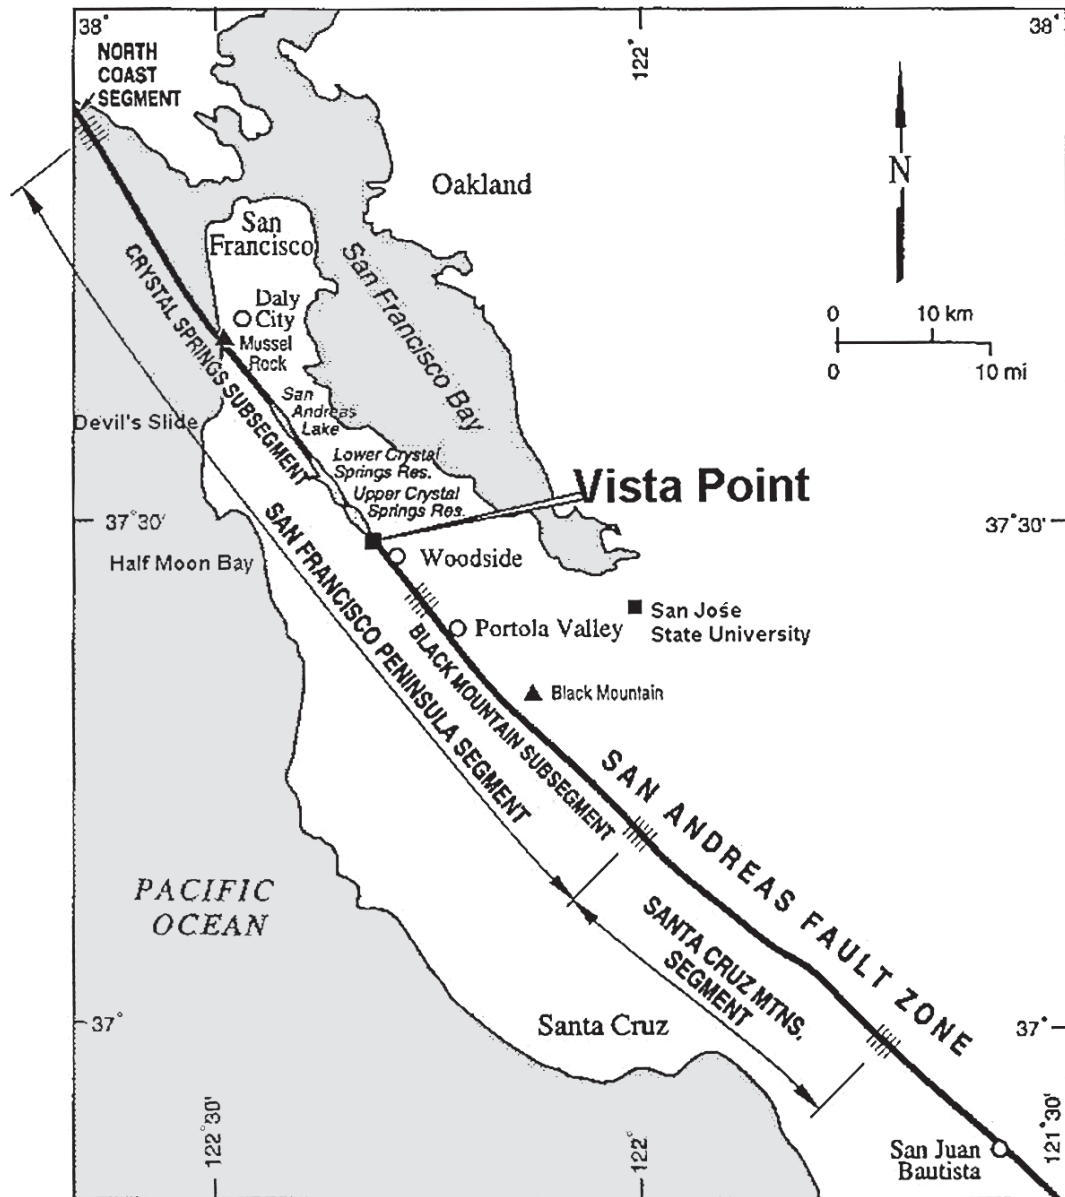 38°
122°
38°
NORTH
COAST
SEGMENT
N
Oakland
San
Francisco
San Francisco Bay
CRYSTAL SPRINGS SUBSEGMENT
Daly
City
Mussel
Rock
0 10 km
0 10 mi
San
Andreas
Lake
Devil's Slide
Lower Crystal
Springs Res.
Upper Crystal
Springs Res.
Vista Point
37°30'
37°30'
Half Moon Bay
Woodside
SAN FRANCISCO PENINSULA SEGMENT
San Jośe
State University
Portola Valley
BLACK MOUNTAIN SUBSEGMENT
Black Mountain
SAN ANDREAS FAULT ZONE
PACIFIC
OCEAN
SANTA CRUZ MTNS.
SEGMENT
37°
Santa Cruz
37°
122°30'
122°
121°30'
San Juan
Bautista